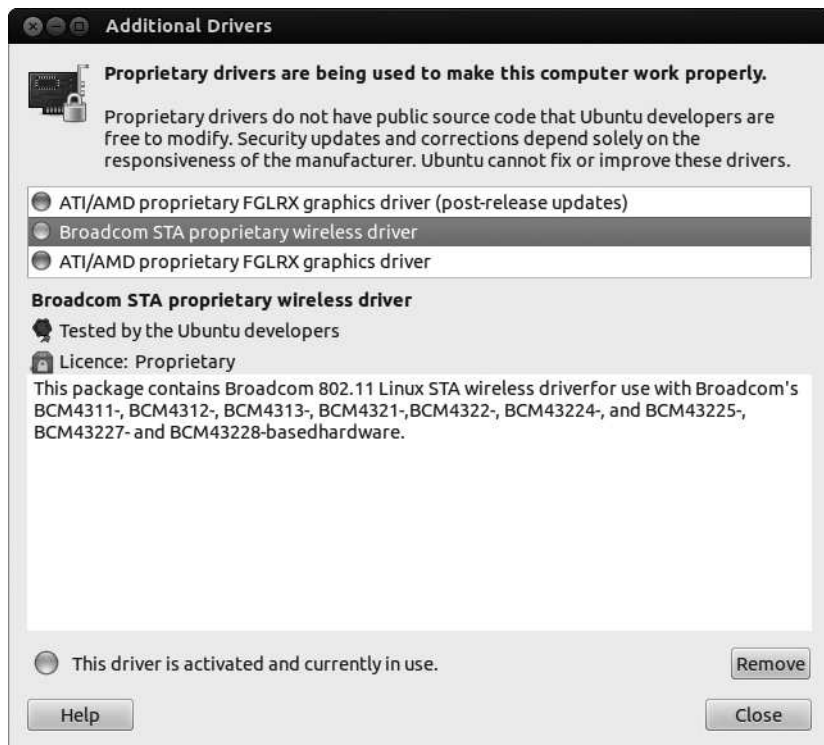 Additional Drivers
Proprietary drivers are being used to make this computer work properly.
Proprietary drivers do not have public source code that Ubuntu developers are
free to modify. Security updates and corrections depend solely on the
responsiveness of the manufacturer. Ubuntu cannot fix or improve these drivers.
ATI/AMD proprietary FGLRX graphics driver (post-release updates)
Broadcom STA proprietary wireless driver
ATI/AMD proprietary FGLRX graphics driver
Broadcom STA proprietary wireless driver
Tested by the Ubuntu developers
Licence: Proprietary
This package contains Broadcom 802.11 Linux STA wireless driverfor use with Broadcom's
BCM4311-, BCM4312-, BCM4313-, BCM4321-,BCM4322-, BCM43224-, and BCM43225-,
BCM43227- and BCM43228-basedhardware.
This driver is activated and currently in use.
Remove
Help
Close